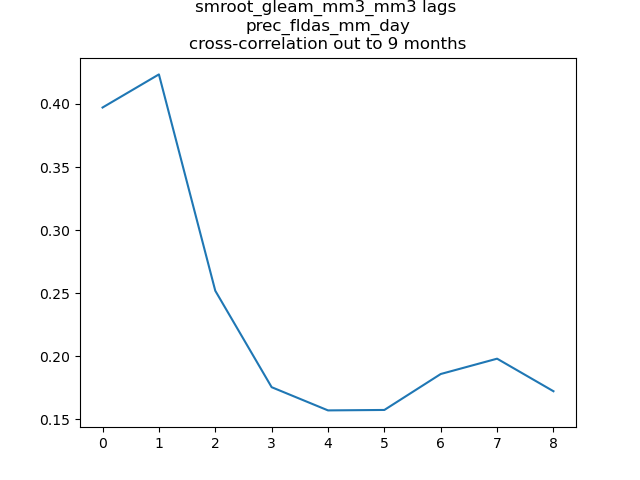 smroot_gleam_mm3_mm3 lags
prec_fldas_mm_day
cross-correlation out to 9 months
0.40
0.35
0.30
0.25
0.20
0.15
0 1 2 3 4 5 6 7 8